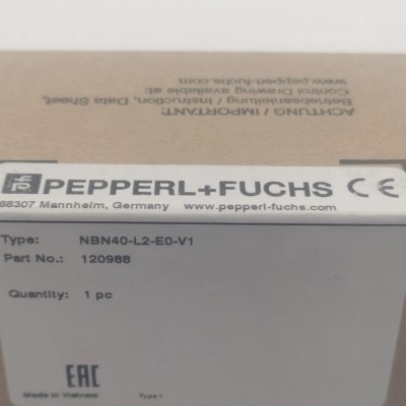 ACHTUNG / IMPORTANT:
Betriebsanleitung / Instruction, Data Sheet,
Control Drawing available at:
www.pepperl-fuchs.com
PEPPERL+FUCHS CE
68307 Mannheim, Germany www.pepperl-fuchs.com
Type: NBN40-L2-E0-V1
Part No.: 120988
Quantity: 1 pc
EAC
Made in Vietnam Type 1